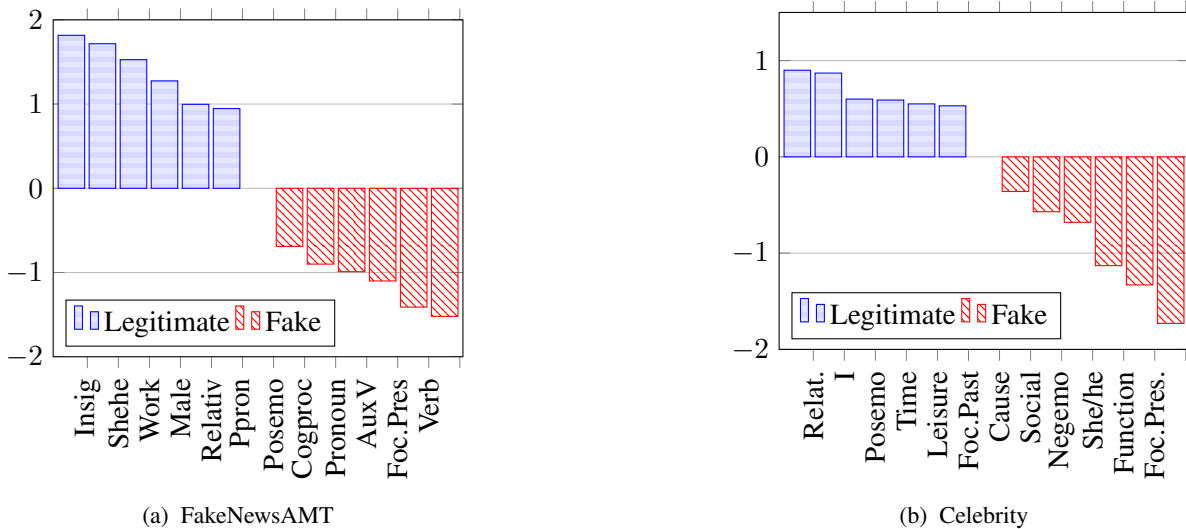 2
1
0
−1
−2
Legitimate Fake
Insig
Shehe
Work
Male
Relativ
Ppron
Posemo
Cogproc
Pronoun
AuxV
Foc.Pres
Verb
(a) FakeNewsAMT
1
0
−1
−2
Legitimate Fake
Relat.
I
Posemo
Time
Leisure
Foc.Past
Cause
Social
Negemo
She/he
Function
Foc.Pres.
(b) Celebrity